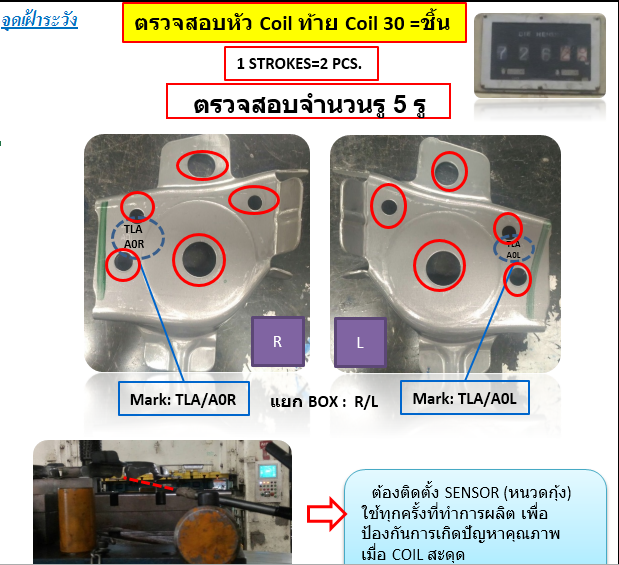 จุดเฝ้าระวัง
ตรวจสอบหัว Coil ท้าย Coil 30 =ชิ้น
1 STROKES=2 PCS.
ตรวจสอบจำนวนรู 5 รู
TLA
A0R
TLA
A0L
R
L
Mark: TLA/A0R
แยก BOX : R/L
Mark: TLA/A0L
ต้องติดตั้ง SENSOR (หนวดกุ้ง)
ใช้ทุกครั้งที่ทำการผลิต เพื่อ
ป้องกันการเกิดปัญหาคุณภาพ
เมื่อ COIL สะดุด